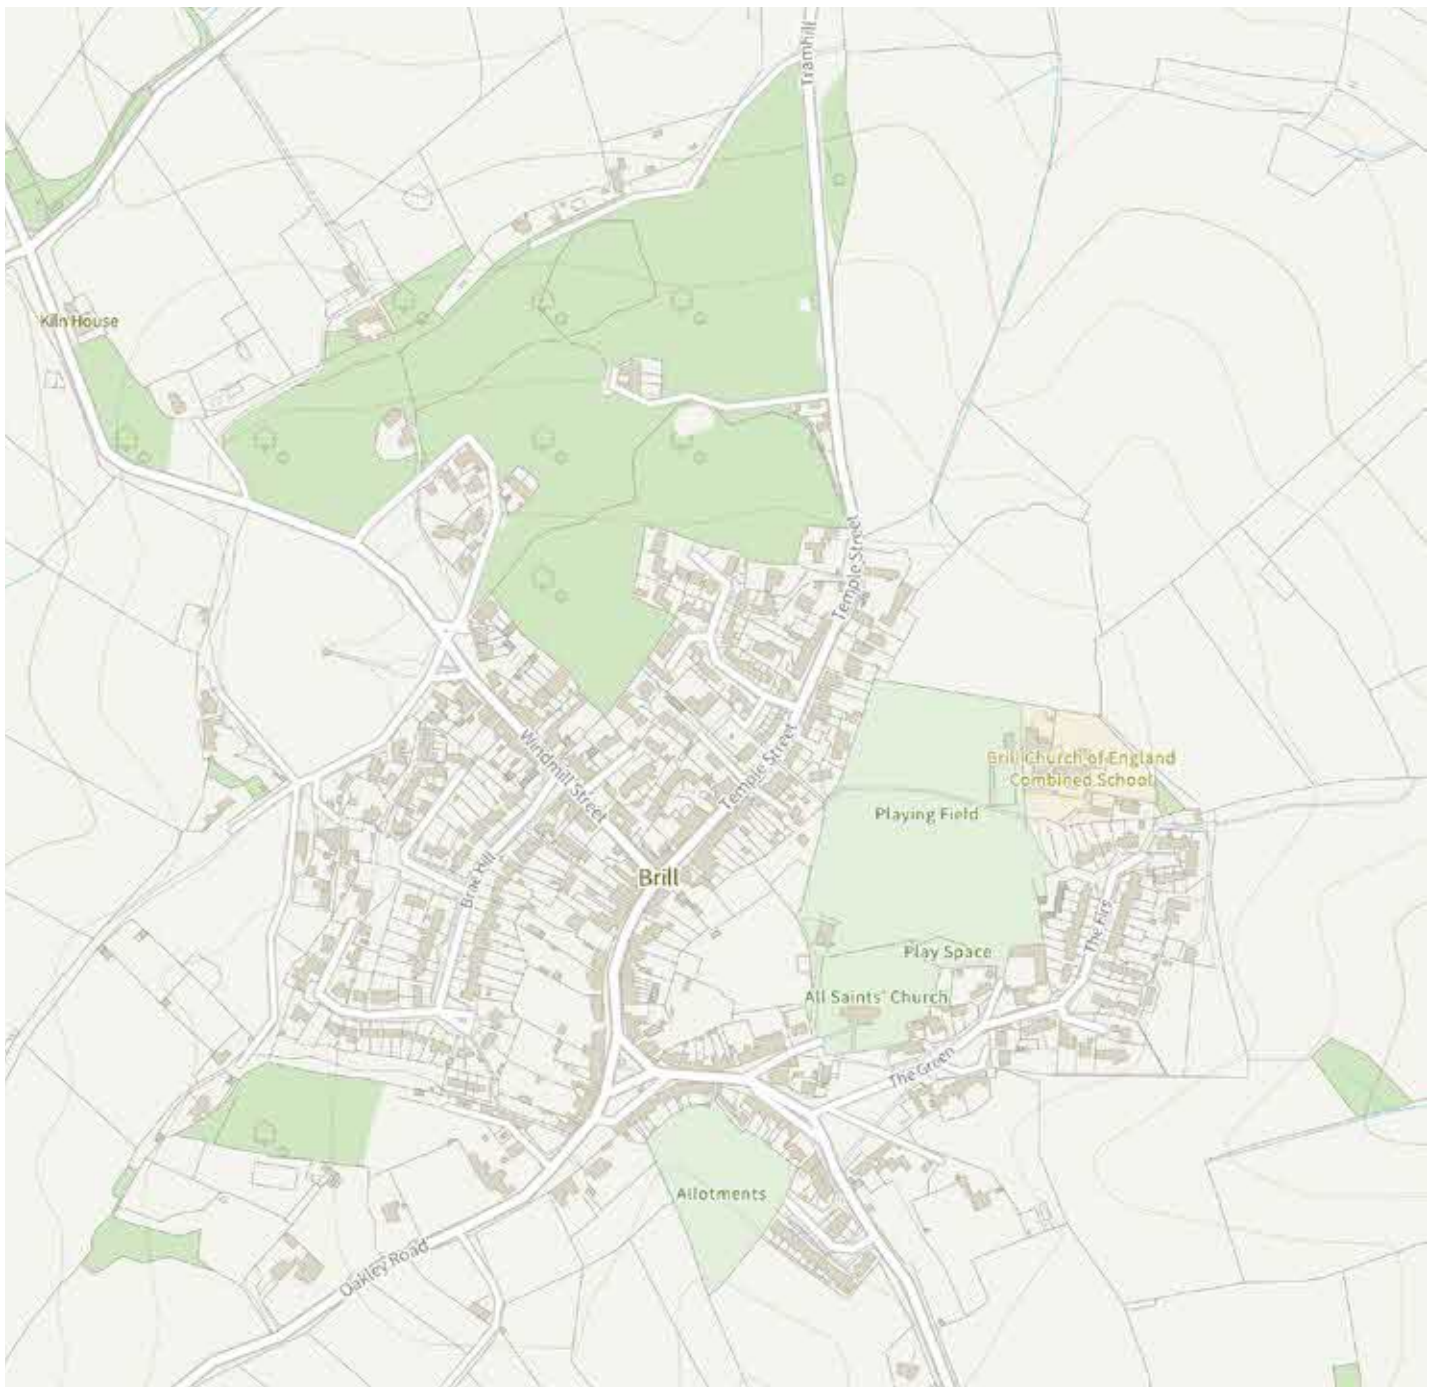 Tramhill
Kiln House
Temple Street
Windmill Street
Temple Street
Brill Church of England
Combined School
Playing Field
Brill
Brae Hill
The Firs
Play Space
All Saints' Church
The Green
Allotments
Oakley Road